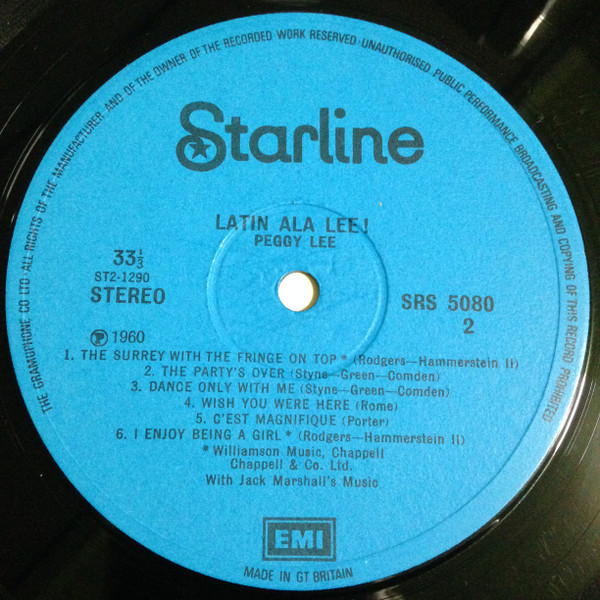 THE GRAMOPHONE CO LTD · ALL RIGHTS OF THE MANUFACTURER AND OF THE OWNER OF THE RECORDED WORK RESERVED · UNAUTHORISED PUBLIC PERFORMANCE BROADCASTING AND COPYING OF THIS RECORD PROHIBITED
Starline
LATIN ALA LEE!
PEGGY LEE
33⅓
ST2-1290
STEREO
SRS 5080
2
Ⓟ 1960
1. THE SURREY WITH THE FRINGE ON TOP * (Rodgers—Hammerstein II)
2. THE PARTY'S OVER (Styne—Green—Comden)
3. DANCE ONLY WITH ME (Styne—Green—Comden)
4. WISH YOU WERE HERE (Rome)
5. C'EST MAGNIFIQUE (Porter)
6. I ENJOY BEING A GIRL * (Rodgers—Hammerstein II)
* Williamson Music, Chappell
Chappell & Co. Ltd.
With Jack Marshall's Music
EMI
MADE IN GT BRITAIN